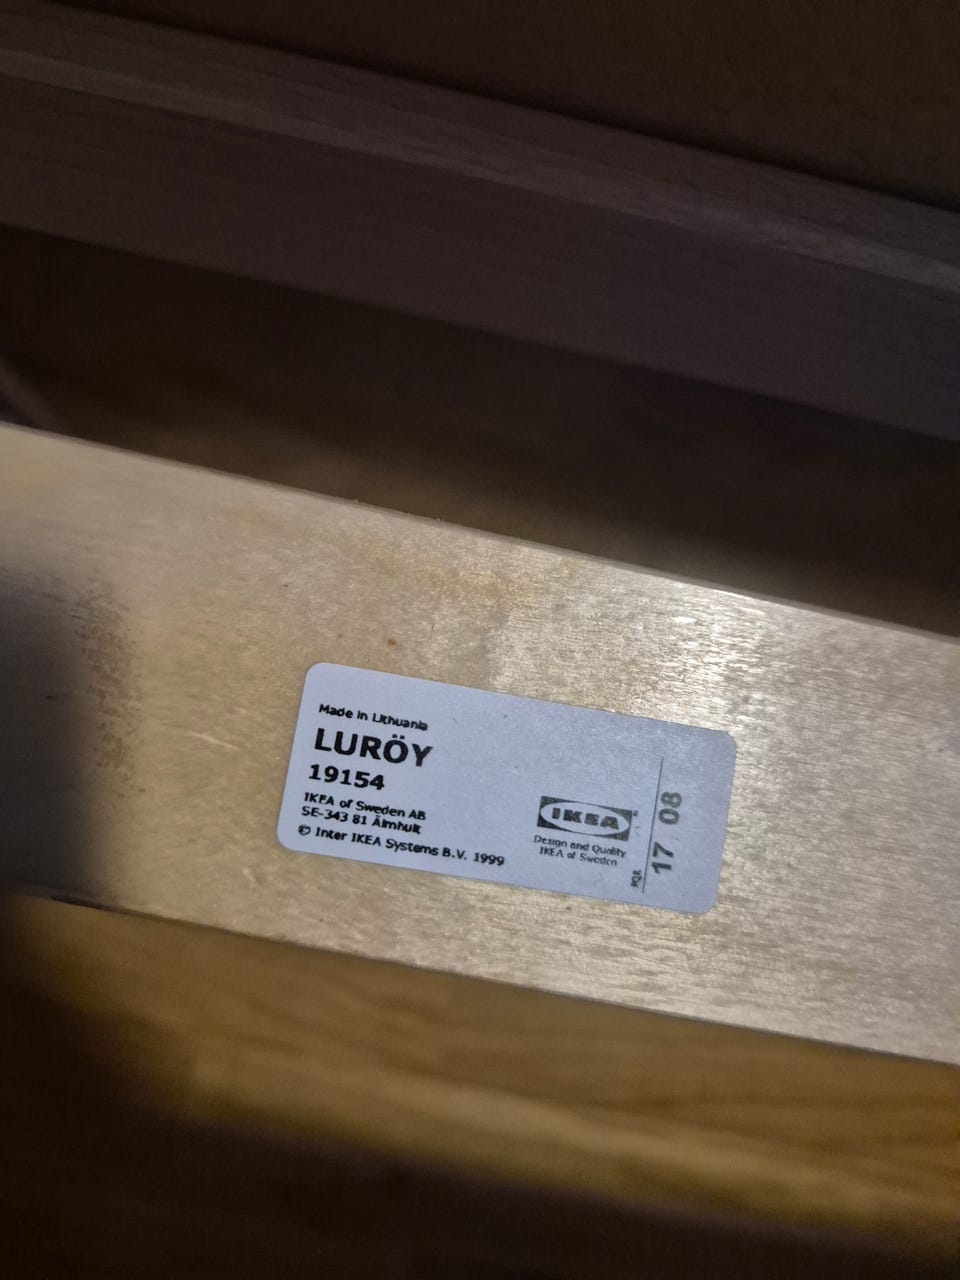 Made in Lithuania
LURÖY
19154
IKEA of Sweden AB
SE-343 81 Älmhult
© Inter IKEA Systems B.V. 1999
IKEA
Design and Quality
IKEA of Sweden
17 08